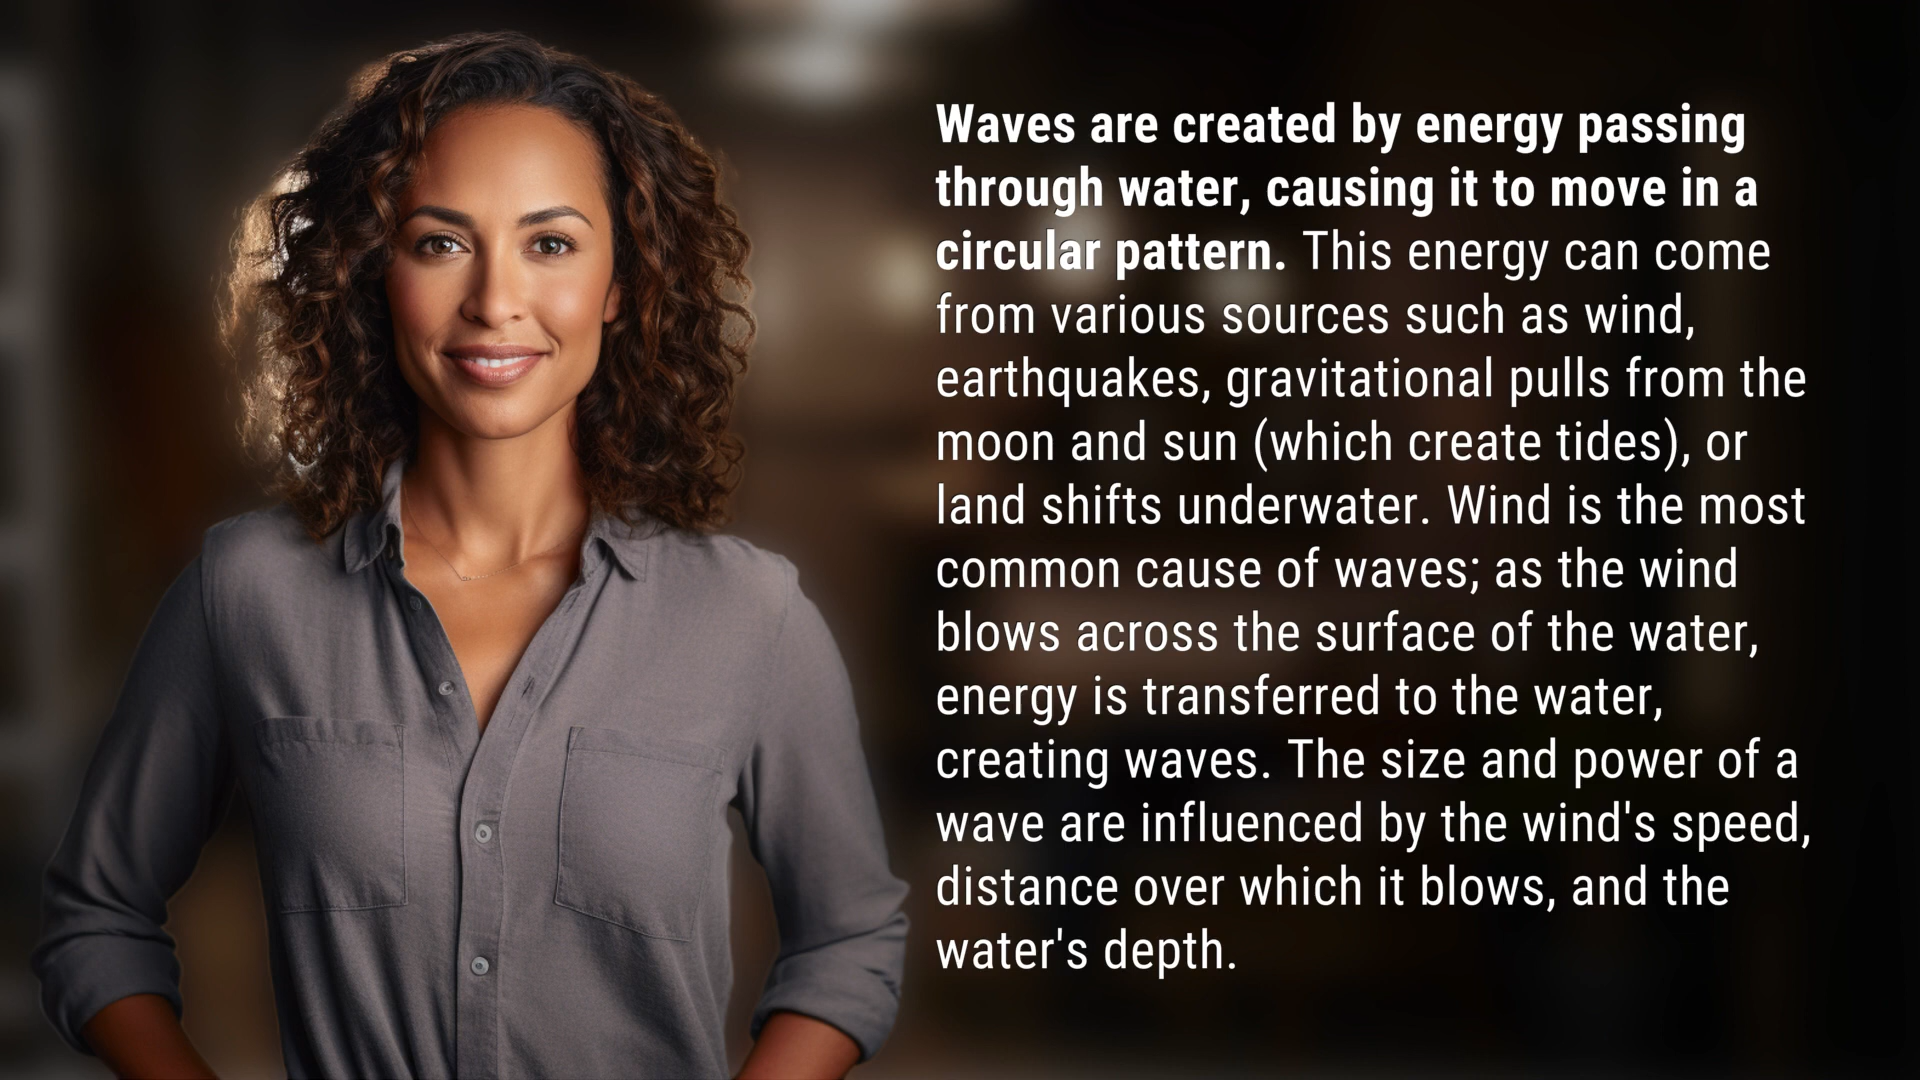 Waves are created by energy passing
through water, causing it to move in a
circular pattern. This energy can come
from various sources such as wind,
earthquakes, gravitational pulls from the
moon and sun (which create tides), or
land shifts underwater. Wind is the most
common cause of waves; as the wind
blows across the surface of the water,
energy is transferred to the water,
creating waves. The size and power of a
wave are influenced by the wind's speed,
distance over which it blows, and the
water's depth.